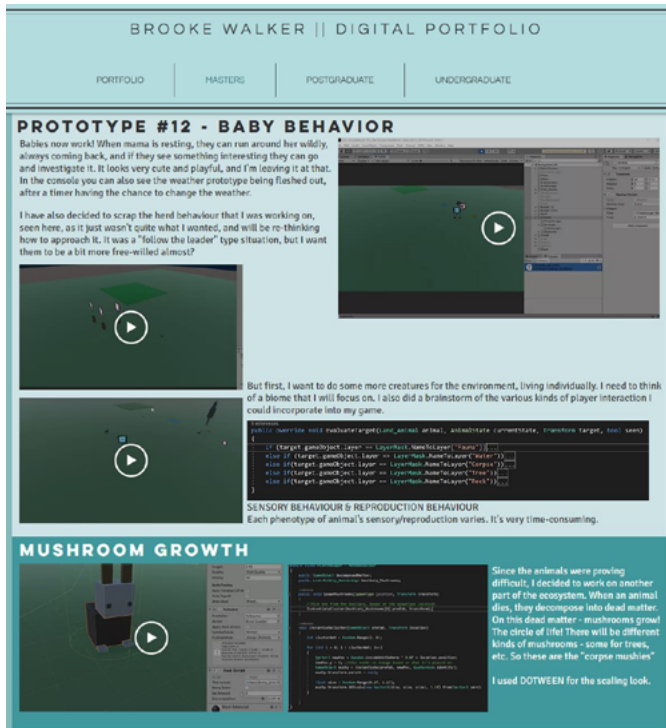 BROOKE WALKER || DIGITAL PORTFOLIO
PORTFOLIO
MASTERS
POSTGRADUATE
UNDERGRADUATE
PROTOTYPE #12 - BABY BEHAVIOR
Babies now work! When mama is resting, they can run around her wildly,
always coming back, and if they see something interesting they can go
and investigate it. It looks very cute and playful, and I'm leaving it at that.
In the console you can also see the weather prototype being fleshed out,
after a timer having the chance to change the weather.
I have also decided to scrap the herd behaviour that I was working on,
seen here, as it just wasn't quite what I wanted, and will be re-thinking
how to approach it. It was a "follow the leader" type situation, but I want
them to be a bit more free-willed almost?
But first, I want to do some more creatures for the environment, living individually. I need to think
of a biome that I will focus on. I also did a brainstorm of the various kinds of player interaction I
could incorporate into my game.
public override void EvaluateTarget(Land_Animal animal, AnimalState currentState, Transform target, bool seen)
{
if (target.gameObject.layer == LayerMask.NameToLayer("Fauna"))...
else if (target.gameObject.layer == LayerMask.NameToLayer("Water"))...
else if(target.gameObject.layer == LayerMask.NameToLayer("Corpse"))...
else if(target.gameObject.layer == LayerMask.NameToLayer("Tree"))...
else if(target.gameObject.layer == LayerMask.NameToLayer("Rock"))...
}
SENSORY BEHAVIOUR & REPRODUCTION BEHAVIOUR
Each phenotype of animal's sensory/reproduction varies. It's very time-consuming.
MUSHROOM GROWTH
Since the animals were proving
difficult, I decided to work on another
part of the ecosystem. When an animal
dies, they decompose into dead matter.
On this dead matter - mushrooms grow!
The circle of life! There will be different
kinds of mushrooms - some for trees,
etc. So these are the "corpse mushies"
I used DOTWEEN for the scaling look.